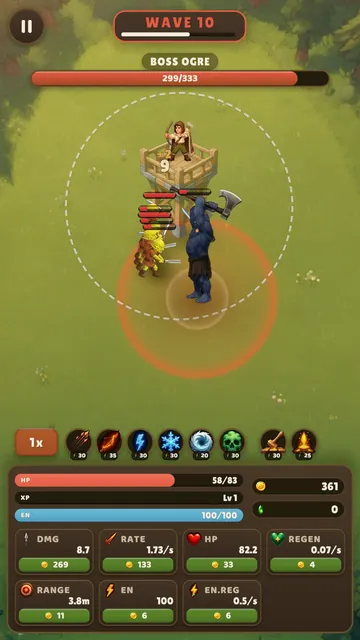 WAVE 10
BOSS OGRE
299/333
9
1x
30
35
30
30
20
30
30
25
HP 58/83
361
XP Lv 1
0
EN 100/100
DMG 8.7
269
RATE 1.73/s
133
HP 82.2
33
REGEN 0.07/s
4
RANGE 3.8m
11
EN 100
6
EN.REG 0.5/s
6